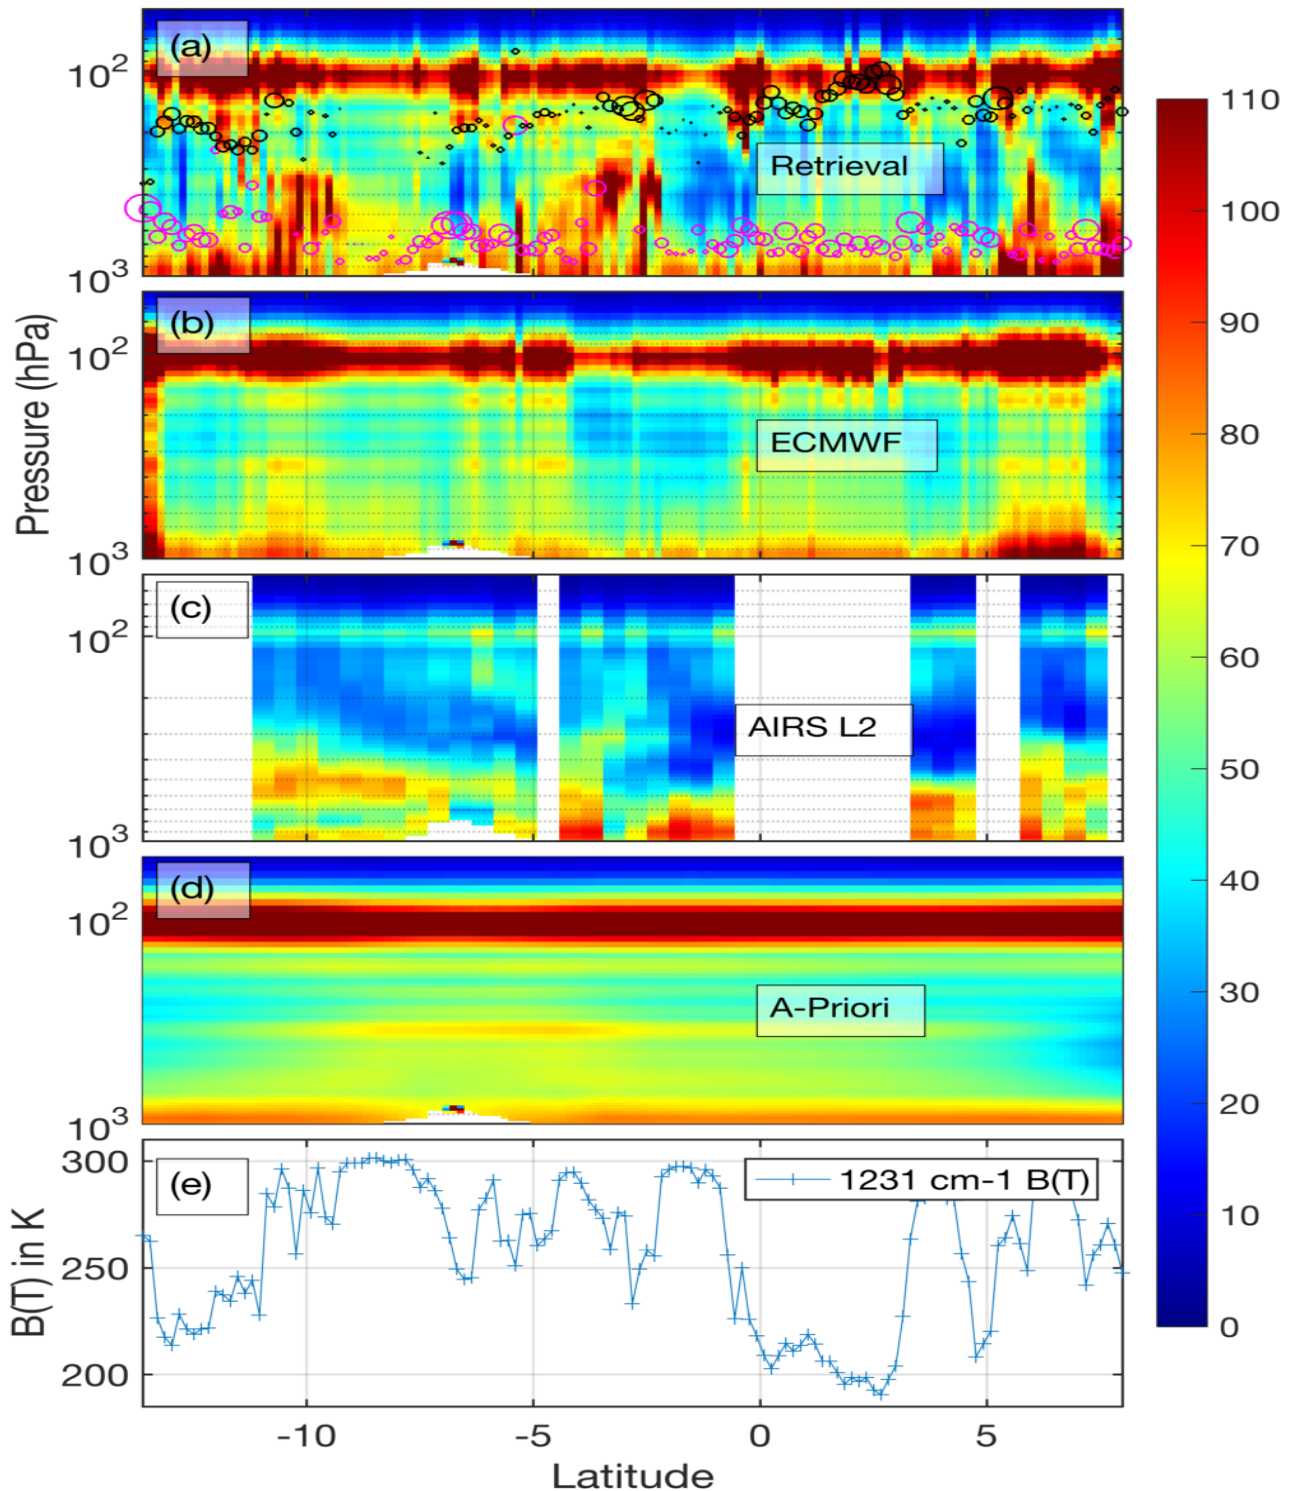 (a)
10²
Retrieval
10³
(b)
10²
ECMWF
10³
Pressure (hPa)
(c)
10²
AIRS L2
10³
(d)
10²
A-Priori
10³
(e)
300
250
200
B(T) in K
1231 cm-1 B(T)
-10
-5
0
5
Latitude
110
100
90
80
70
60
50
40
30
20
10
0